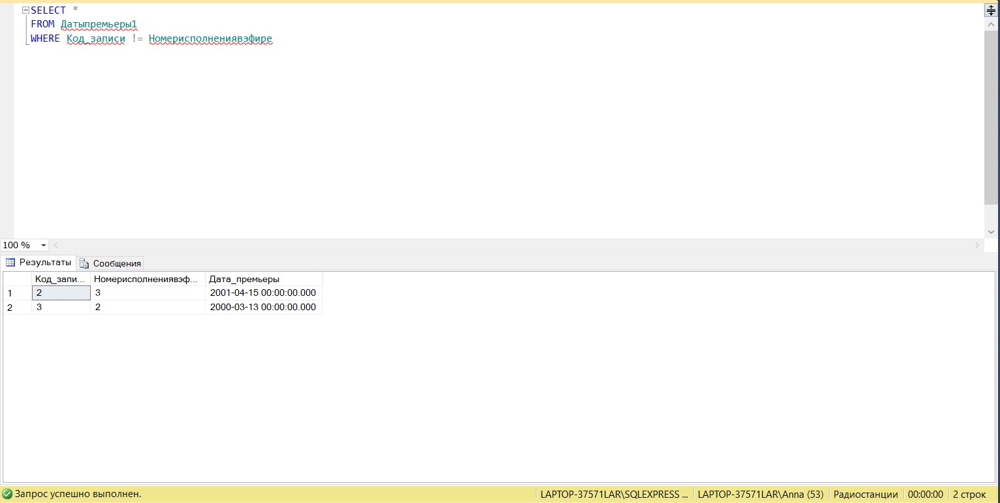 SELECT *
FROM Датыпремьеры1
WHERE Код_записи != Номерисполнениявэфире
100 %
Результаты Сообщения
Код_запи... Номерисполнениявэф... Дата_премьеры
1 2 3 2001-04-15 00:00:00.000
2 3 2 2000-03-13 00:00:00.000
Запрос успешно выполнен. LAPTOP-37571LAR\SQLEXPRESS ... LAPTOP-37571LAR\Anna (53) Радиостанции 00:00:00 2 строк